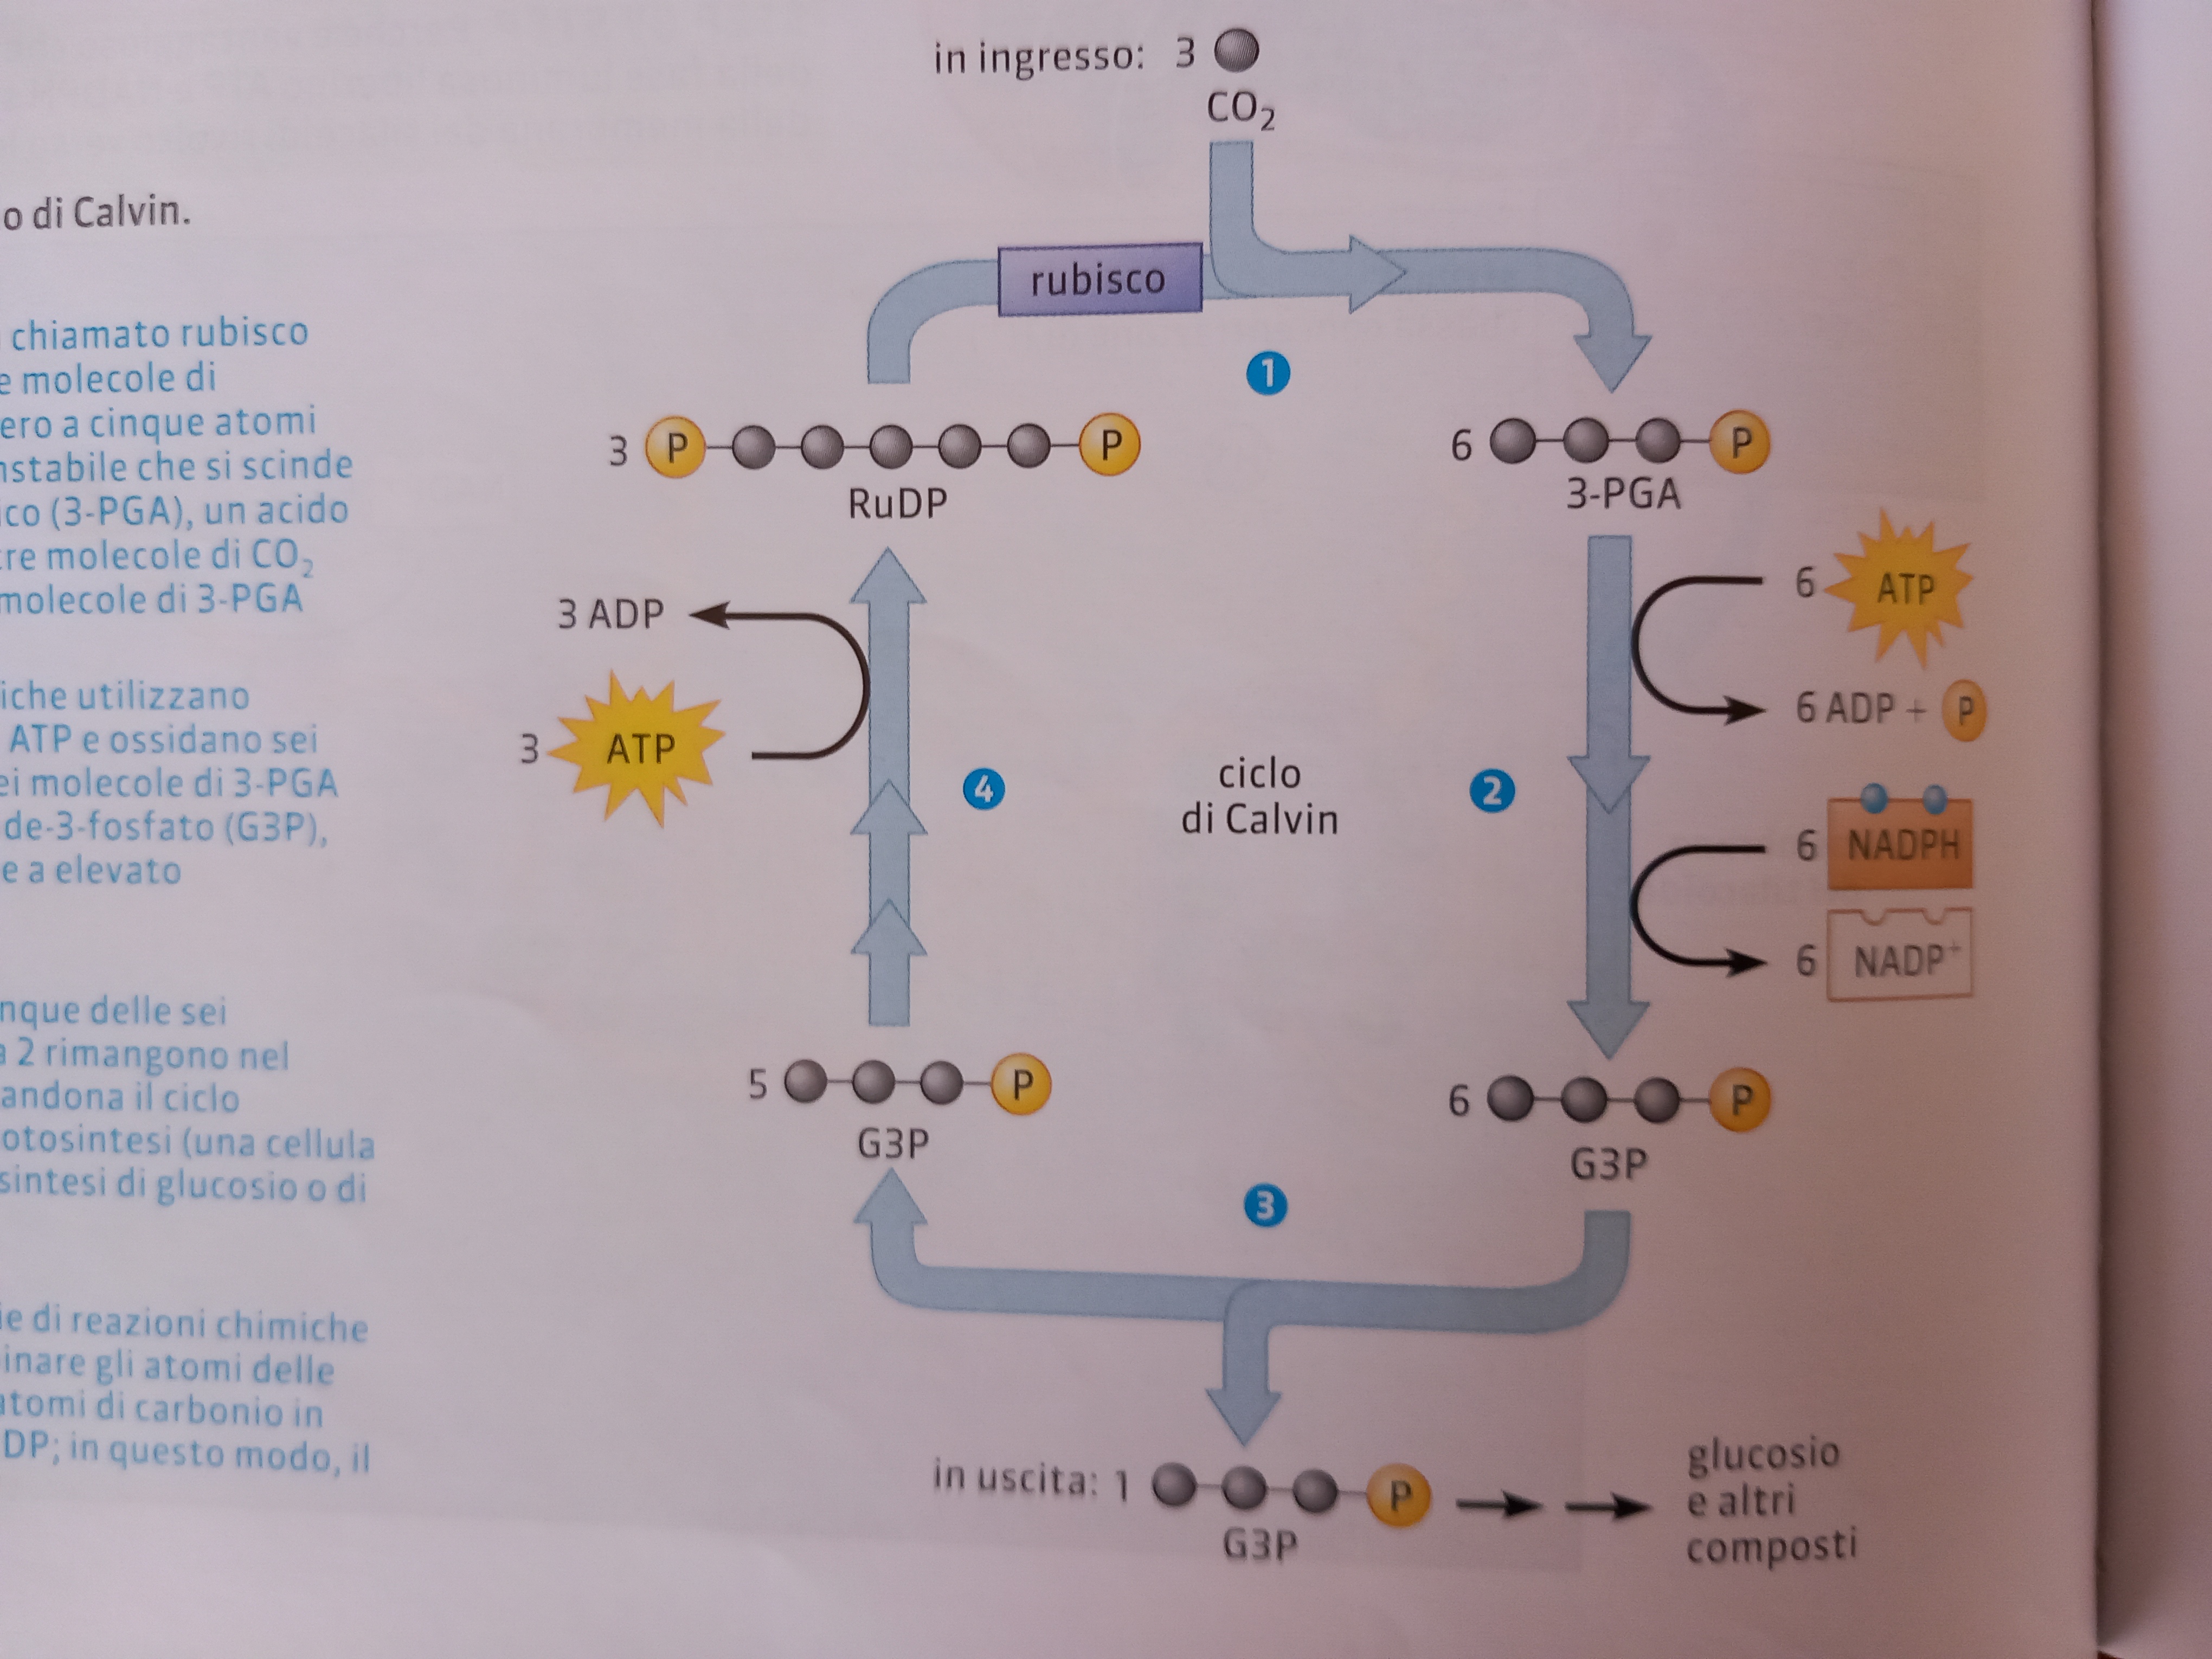 in ingresso: 3
CO₂
o di Calvin.
chiamato rubisco
molecole di
ero a cinque atomi
nstabile che si scinde
ico (3-PGA), un acido
tre molecole di CO₂
molecole di 3-PGA
iche utilizzano
ATP e ossidano sei
ei molecole di 3-PGA
de-3-fosfato (G3P),
e a elevato
nque delle sei
a 2 rimangono nel
andona il ciclo
otosintesi (una cellula
sintesi di glucosio o di
ie di reazioni chimiche
inare gli atomi delle
atomi di carbonio in
DP; in questo modo, il
rubisco
1
3 P P
RuDP
6 P
3-PGA
3 ADP
3 ATP
4
ciclo
di Calvin
2
6 ATP
6 ADP + P
6 NADPH
6 NADP⁺
5 P
G3P
6 P
G3P
3
in uscita: 1 P
G3P
glucosio
e altri
composti